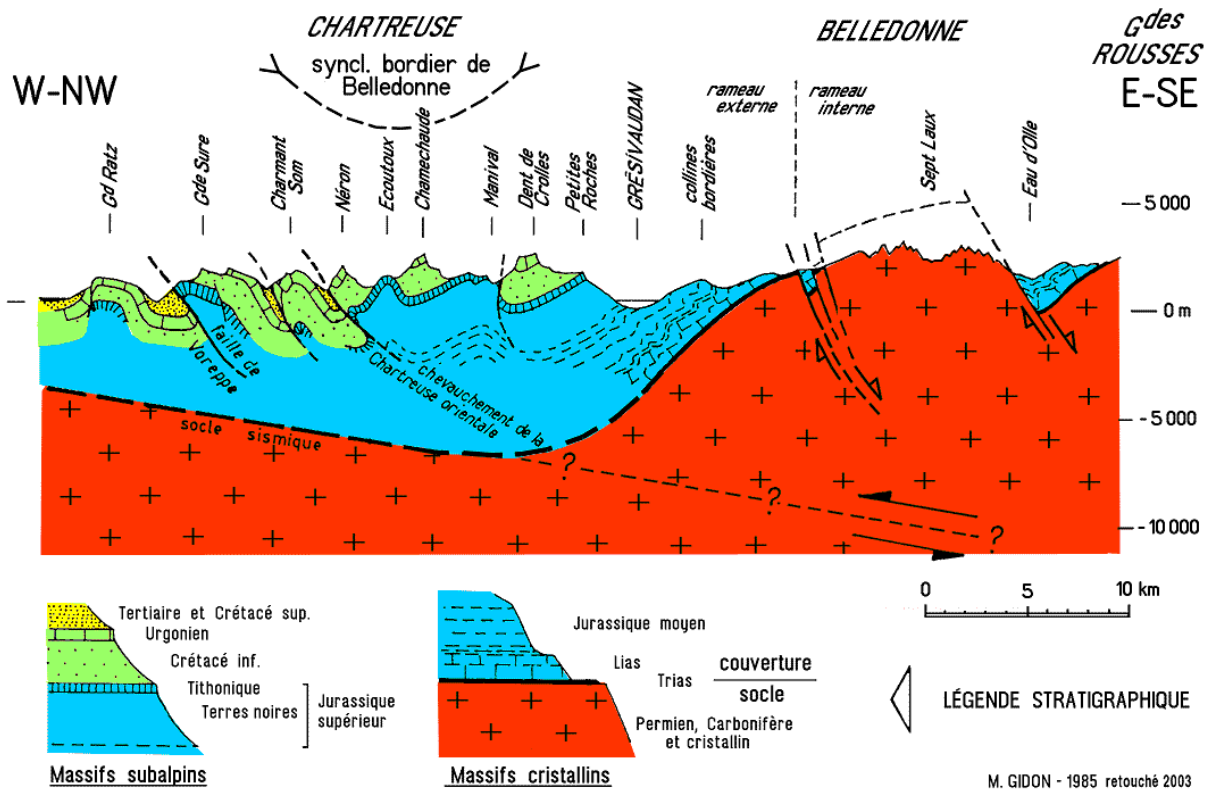 CHARTREUSE
BELLEDONNE
Gdes
ROUSSES
W-NW
E-SE
syncl. bordier de
Belledonne
rameau
externe
rameau
interne
Gd Ratz
Gde Sure
Charmant
Som
Néron
Ecoutoux
Chamechaude
Manival
Dent de
Crolles
Petites
Roches
GRÉSIVAUDAN
collines
bordières
Sept Laux
Eau d'Olle
5 000
0 m
-5 000
-10 000
faille de
Voreppe
chevauchement de la
Chartreuse orientale
socle sismique
?
?
?
0 5 10 km
Tertiaire et Crétacé sup.
Urgonien
Crétacé inf.
Tithonique
Terres noires
Jurassique
supérieur
Massifs subalpins
Jurassique moyen
Lias
Trias
couverture
socle
Permien, Carbonifère
et cristallin
Massifs cristallins
LÉGENDE STRATIGRAPHIQUE
M. GIDON - 1985 retouché 2003